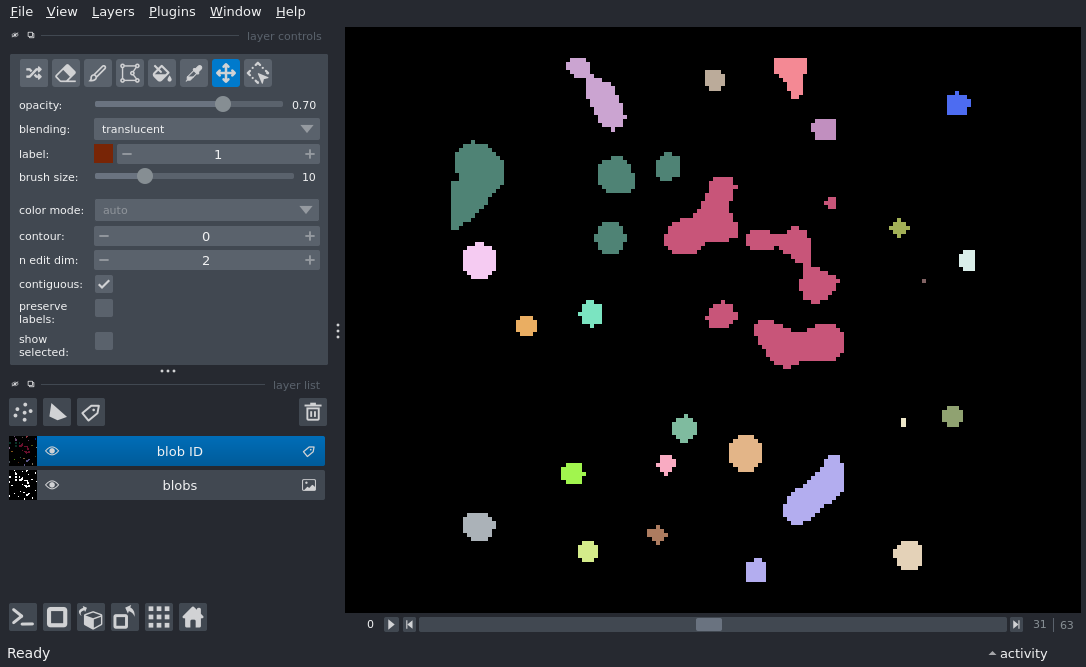 File View Layers Plugins Window Help
layer controls
opacity: 0.70
blending: translucent
label: 1
brush size: 10
color mode: auto
contour: 0
n edit dim: 2
contiguous:
preserve
labels:
show
selected:
layer list
blob ID
blobs
0 31 | 63
Ready activity